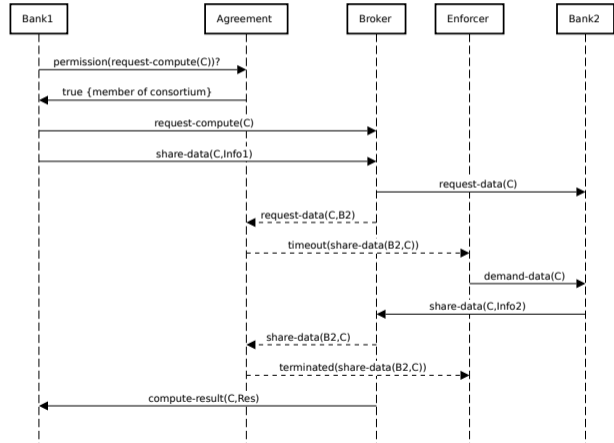 Bank1 Agreement Broker Enforcer Bank2
permission(request-compute(C))?
true {member of consortium}
request-compute(C)
share-data(C,Info1)
request-data(C)
request-data(C,B2)
timeout(share-data(B2,C))
demand-data(C)
share-data(C,Info2)
share-data(B2,C)
terminated(share-data(B2,C))
compute-result(C,Res)